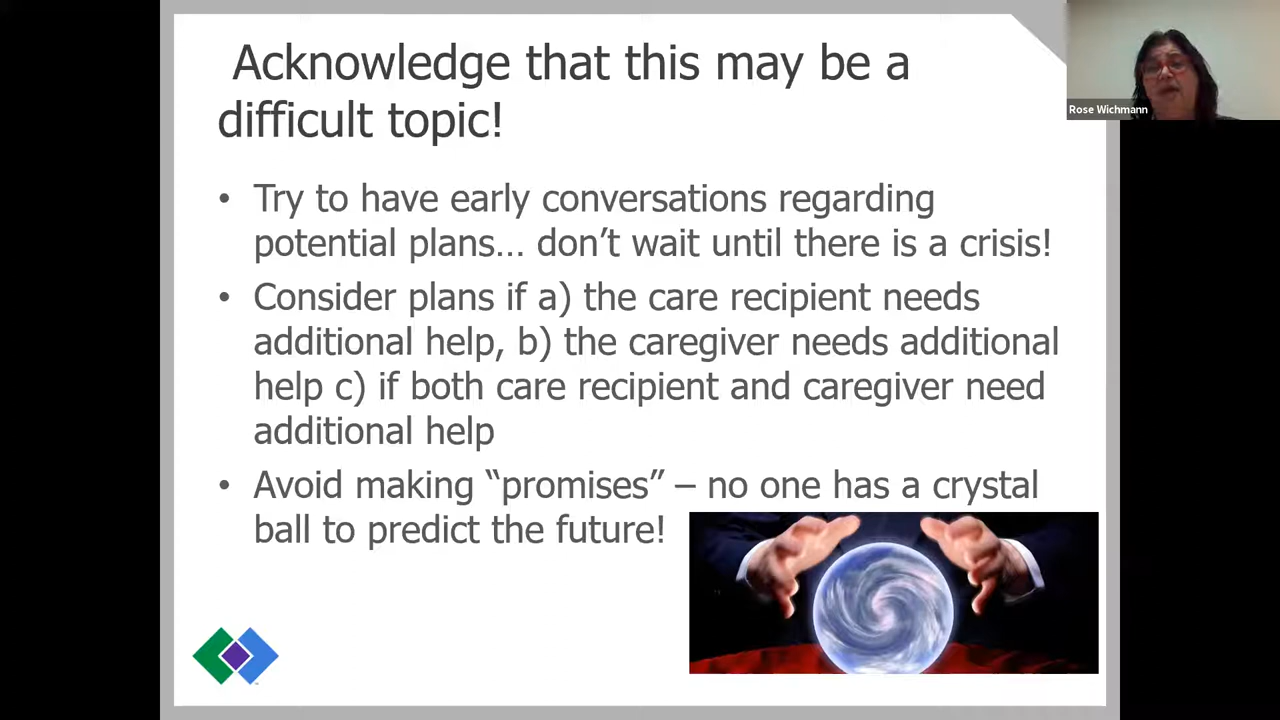 Acknowledge that this may be a
difficult topic!
Rose Wichmann
• Try to have early conversations regarding
potential plans… don’t wait until there is a crisis!
• Consider plans if a) the care recipient needs
additional help, b) the caregiver needs additional
help c) if both care recipient and caregiver need
additional help
• Avoid making “promises” – no one has a crystal
ball to predict the future!